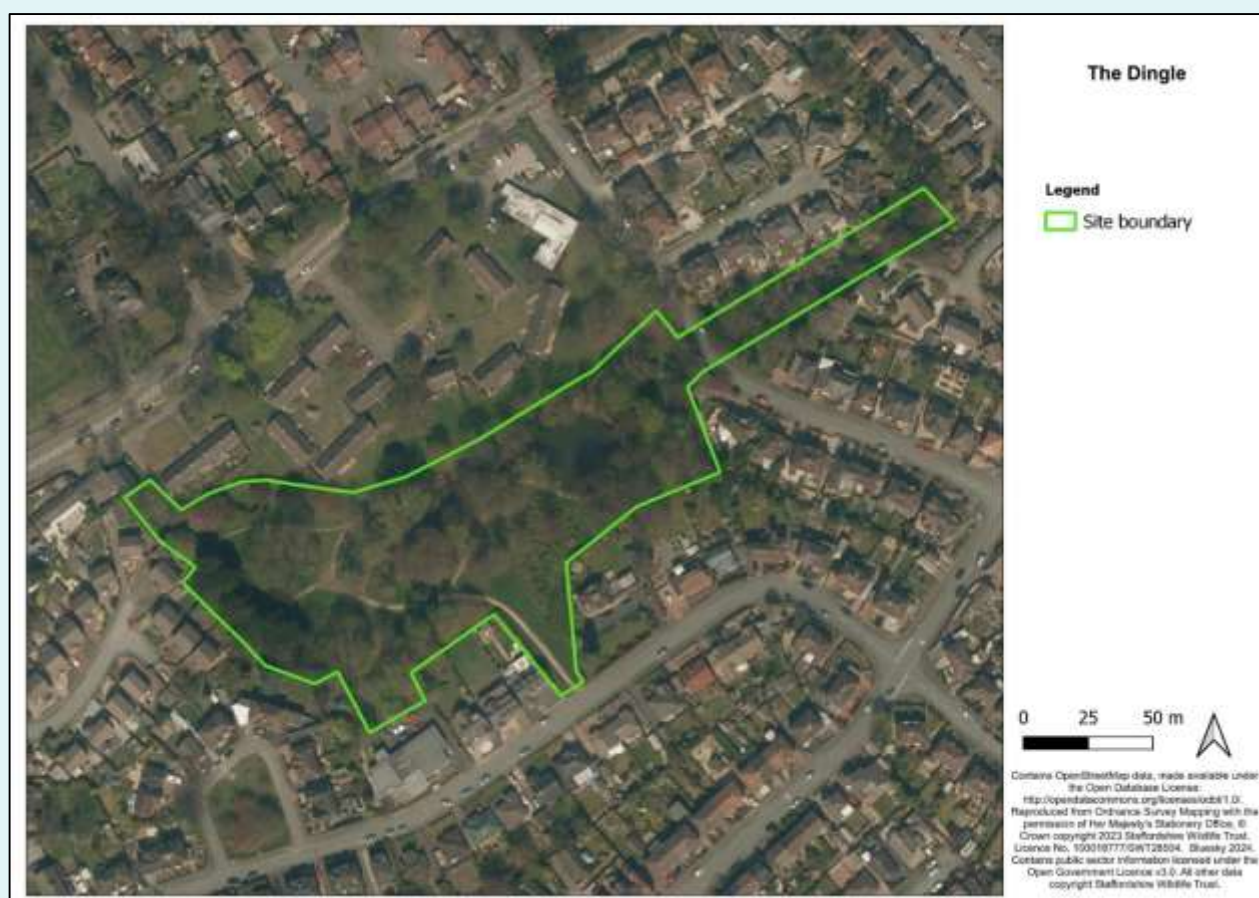 The Dingle
Legend
Site boundary
0 25 50 m
Contains OpenStreetMap data, made available under
the Open Database License:
http://opendatacommons.org/licenses/odbl/1.0/.
Reproduced from Ordnance Survey Mapping with the
permission of Her Majesty's Stationery Office, ©
Crown copyright 2023 Staffordshire Wildlife Trust.
Licence No. Bluesky 2024.
Contains public sector information licensed under the
Open Government Licence v3.0. All other data
copyright Staffordshire Wildlife Trust.